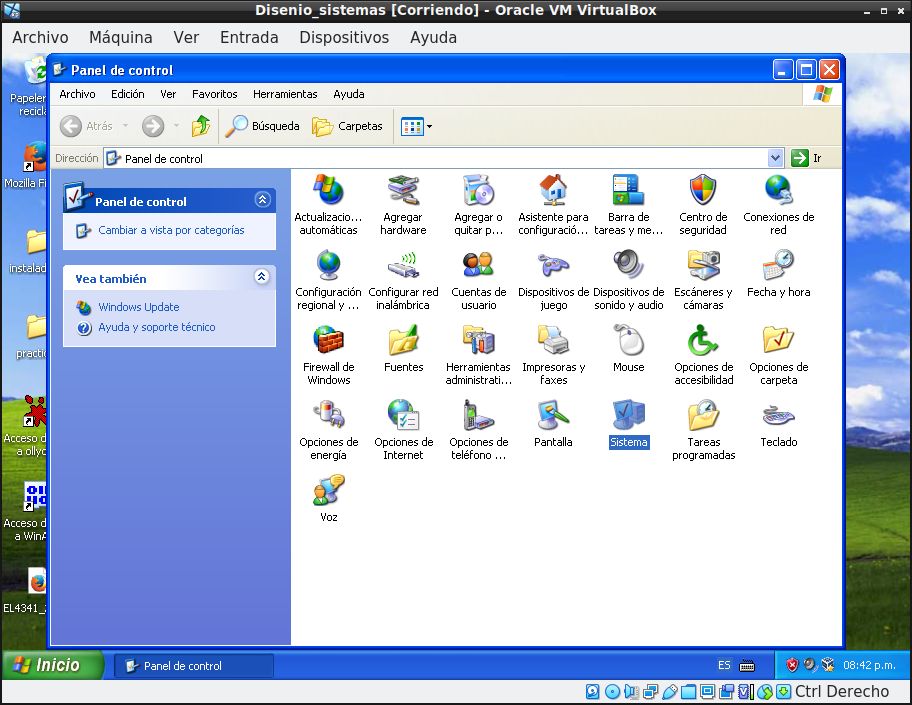 Disenio_sistemas [Corriendo] - Oracle VM VirtualBox
Archivo Máquina Ver Entrada Dispositivos Ayuda
Papeler
recicla
Mozilla Fi
instalad
practic
Acceso d
a ollyd
Acceso d
a WinA
EL4341_
Panel de control
Archivo Edición Ver Favoritos Herramientas Ayuda
Atrás Búsqueda Carpetas
Dirección Panel de control Ir
Panel de control
Cambiar a vista por categorías
Vea también
Windows Update
Ayuda y soporte técnico
Actualizacio...
automáticas
Agregar
hardware
Agregar o
quitar p...
Asistente para
configuració...
Barra de
tareas y me...
Centro de
seguridad
Conexiones de
red
Configuración
regional y ...
Configurar red
inalámbrica
Cuentas de
usuario
Dispositivos de
juego
Dispositivos de
sonido y audio
Escáneres y
cámaras
Fecha y hora
Firewall de
Windows
Fuentes
Herramientas
administrati...
Impresoras y
faxes
Mouse
Opciones de
accesibilidad
Opciones de
carpeta
Opciones de
energía
Opciones de
Internet
Opciones de
teléfono ...
Pantalla
Sistema
Tareas
programadas
Teclado
Voz
Inicio Panel de control ES 08:42 p.m.
Ctrl Derecho